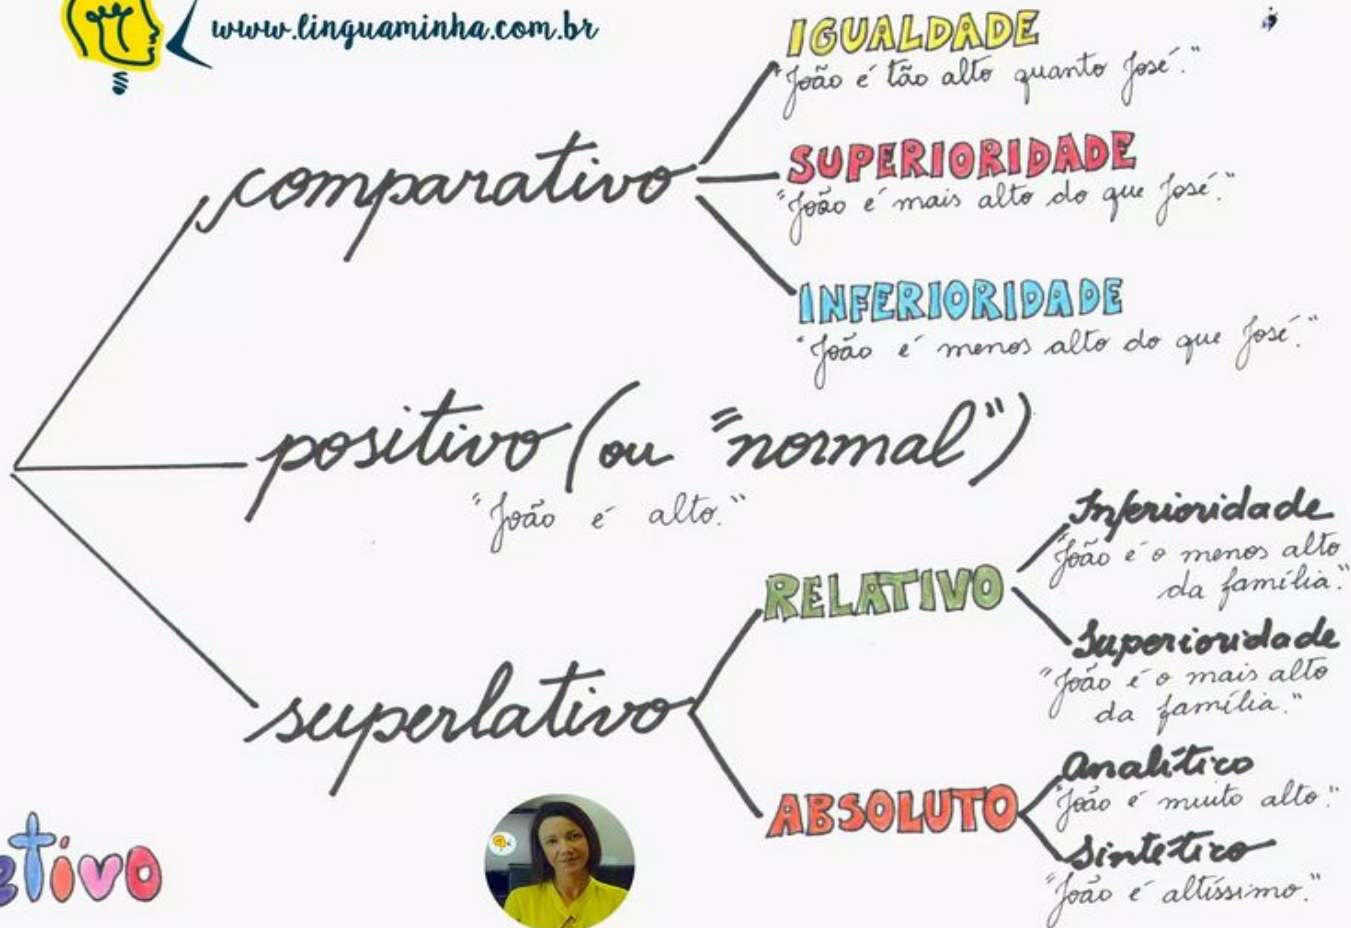 www.linguaminha.com.br
IGUALDADE
"João é tão alto quanto José."
comparativo
SUPERIORIDADE
"João é mais alto do que José."
INFERIORIDADE
"João é menos alto do que José."
positivo (ou "normal")
"João é alto."
superlativo
RELATIVO
Inferioridade
"João é o menos alto
da família."
Superioridade
"João é o mais alto
da família."
ABSOLUTO
Analítico
"João é muito alto."
Sintético
"João é altíssimo."
etivo